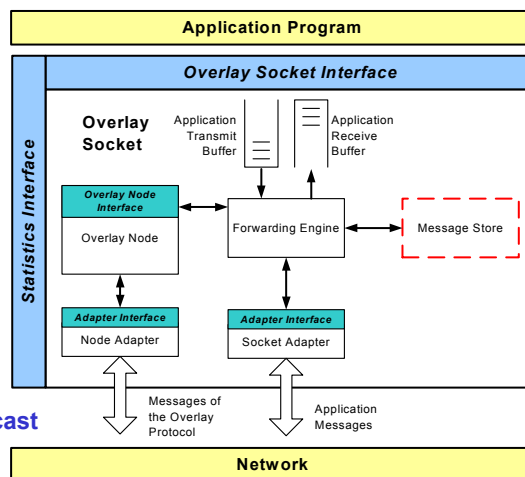 Application Program
Overlay Socket Interface
Statistics Interface
Overlay
Socket
Application
Transmit
Buffer
Application
Receive
Buffer
Overlay Node
Interface
Overlay Node
Forwarding Engine
Message Store
Adapter Interface
Node Adapter
Adapter Interface
Socket Adapter
Messages of
the Overlay
Protocol
Application
Messages
cast
Network